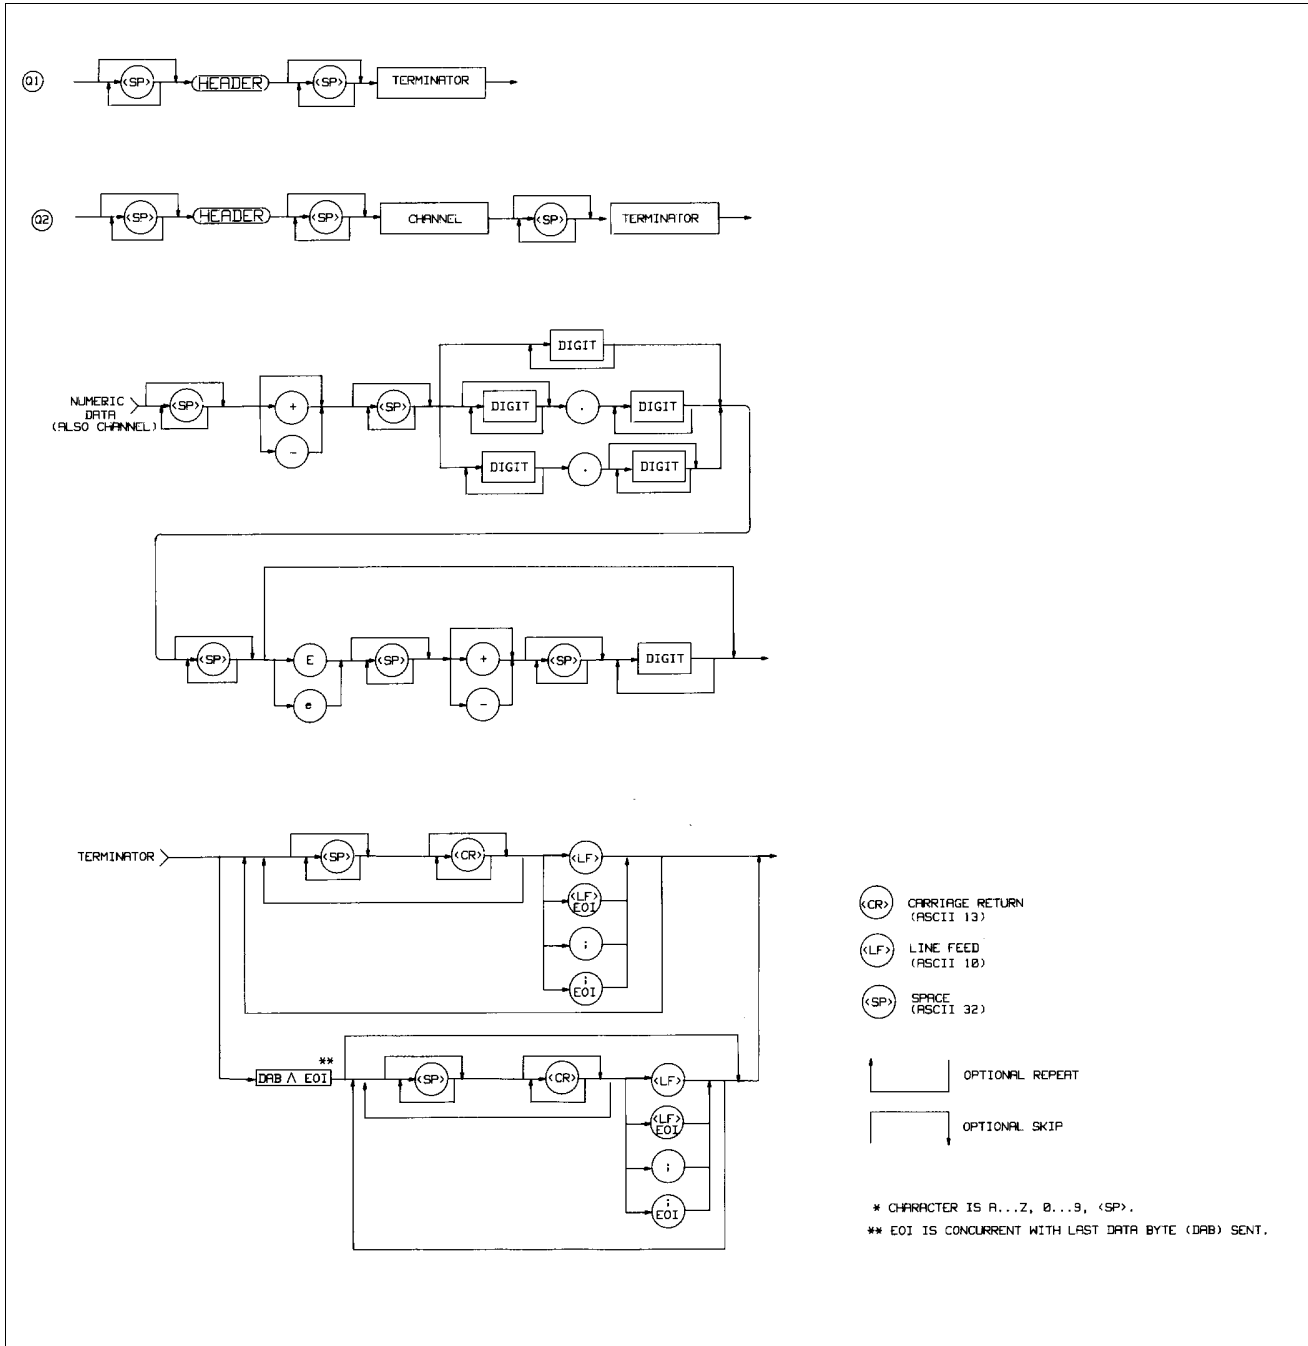 Q1 <SP> HEADER <SP> TERMINATOR
Q2 <SP> HEADER <SP> CHANNEL <SP> TERMINATOR
DIGIT
NUMERIC
DATA
(ALSO CHANNEL)
<SP> + <SP> DIGIT . DIGIT
- DIGIT . DIGIT
<SP> E <SP> + <SP> DIGIT
e -
TERMINATOR <SP> <CR> <LF>
<LF>
EOI
;
;
EOI
**
DAB ∧ EOI <SP> <CR> <LF>
<LF>
EOI
;
;
EOI
<CR> CARRIAGE RETURN
(ASCII 13)
<LF> LINE FEED
(ASCII 10)
<SP> SPACE
(ASCII 32)
OPTIONAL REPEAT
OPTIONAL SKIP
* CHARACTER IS A...Z, 0...9, <SP>.
** EOI IS CONCURRENT WITH LAST DATA BYTE (DAB) SENT.